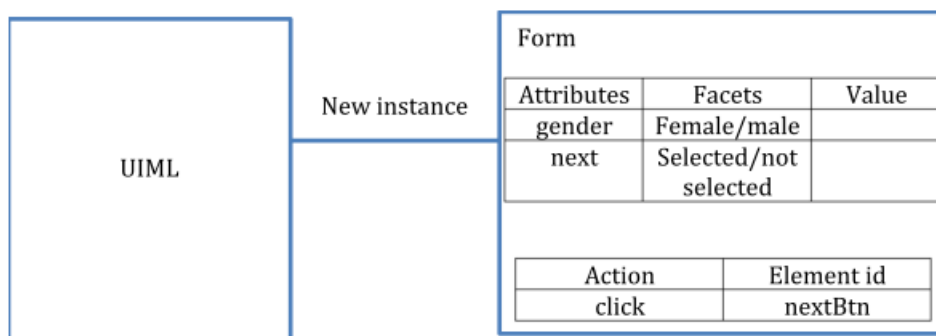 UIML
New instance
Form
Attributes Facets Value
gender Female/male
next Selected/not
selected
Action Element id
click nextBtn